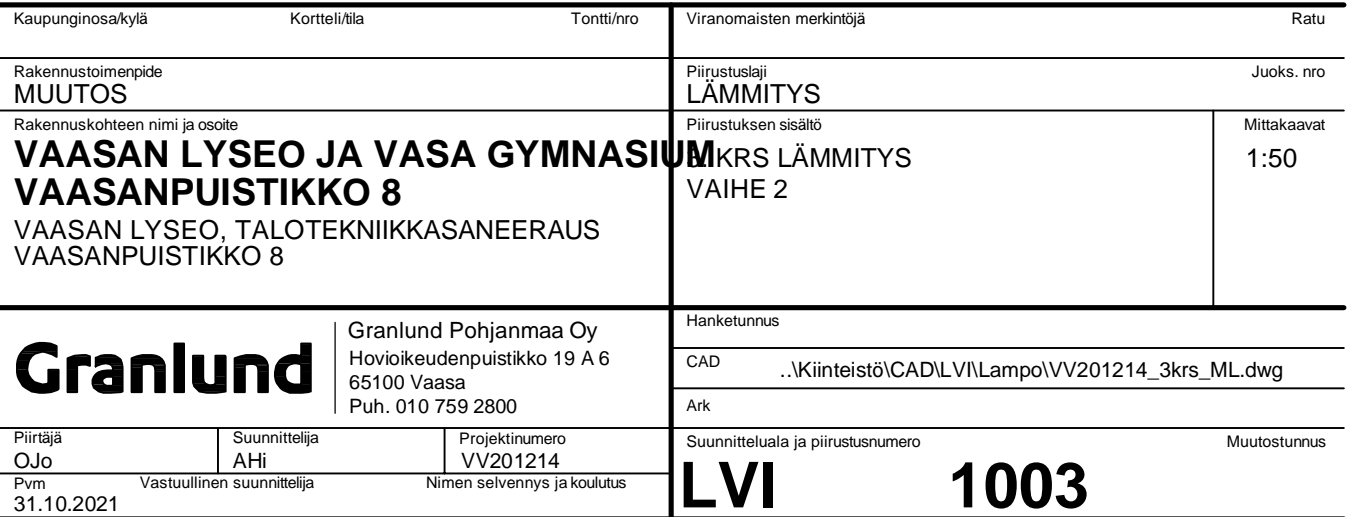 Kaupunginosa/kylä Kortteli/tila Tontti/nro
Viranomaisten merkintöjä Ratu
Rakennustoimenpide
MUUTOS
Piirustuslaji Juoks. nro
LÄMMITYS
Rakennuskohteen nimi ja osoite
VAASAN LYSEO JA VASA GYMNASIUM
VAASANPUISTIKKO 8
VAASAN LYSEO, TALOTEKNIIKKASANEERAUS
VAASANPUISTIKKO 8
Piirustuksen sisältö Mittakaavat
KRS LÄMMITYS 1:50
VAIHE 2
Granlund
Granlund Pohjanmaa Oy
Hovioikeudenpuistikko 19 A 6
65100 Vaasa
Puh. 010 759 2800
Hanketunnus
CAD ..\Kiinteistö\CAD\LVI\Lampo\VV201214_3krs_ML.dwg
Ark
Piirtäjä Suunnittelija Projektinumero
OJo AHi VV201214
Pvm Vastuullinen suunnittelija Nimen selvennys ja koulutus
31.10.2021
Suunnitteluala ja piirustusnumero Muutostunnus
LVI 1003